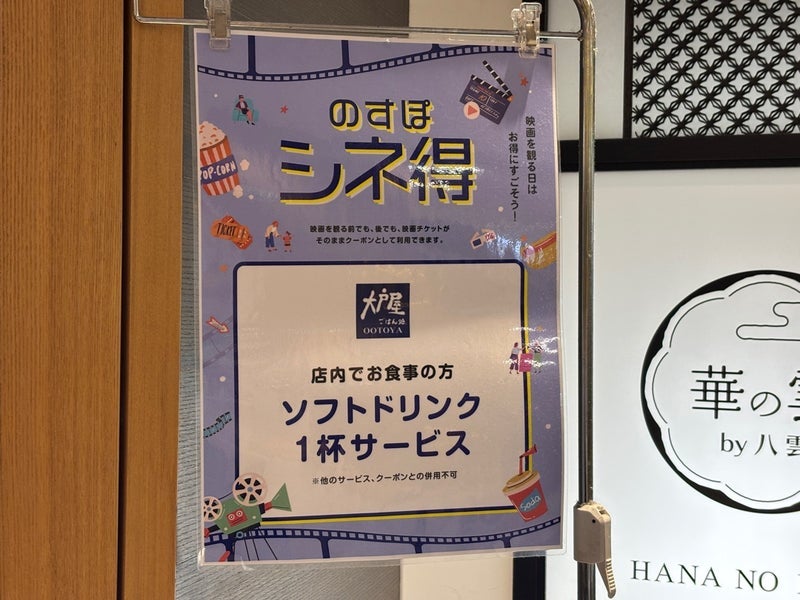 のすぽ
シネ得
映画を観る日は
お得にすごそう!
POP-CORN
TICKET
映画を観る前でも、後でも、映画チケットが
そのままクーポンとして利用できます。
大戸屋
ごはん処
OOTOYA
店内でお食事の方
ソフトドリンク
1杯サービス
※他のサービス、クーポンとの併用不可
Soda
華の雲
by 八雲
HANA NO